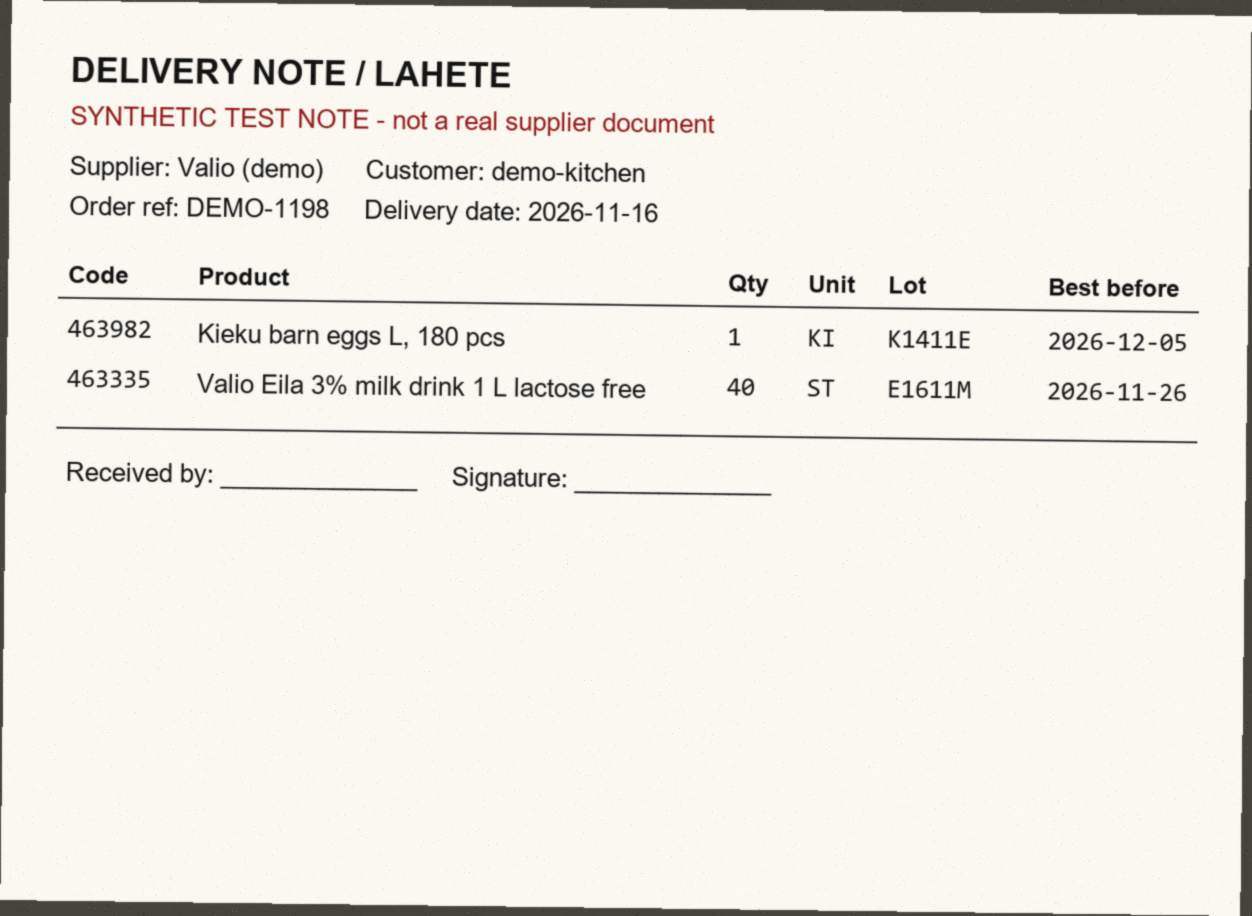 DELIVERY NOTE / LAHETE
SYNTHETIC TEST NOTE - not a real supplier document
Supplier: Valio (demo) Customer: demo-kitchen
Order ref: DEMO-1198 Delivery date: 2026-11-16
Code Product Qty Unit Lot Best before
463982 Kieku barn eggs L, 180 pcs 1 KI K1411E 2026-12-05
463335 Valio Eila 3% milk drink 1 L lactose free 40 ST E1611M 2026-11-26
Received by: ______________ Signature: ______________